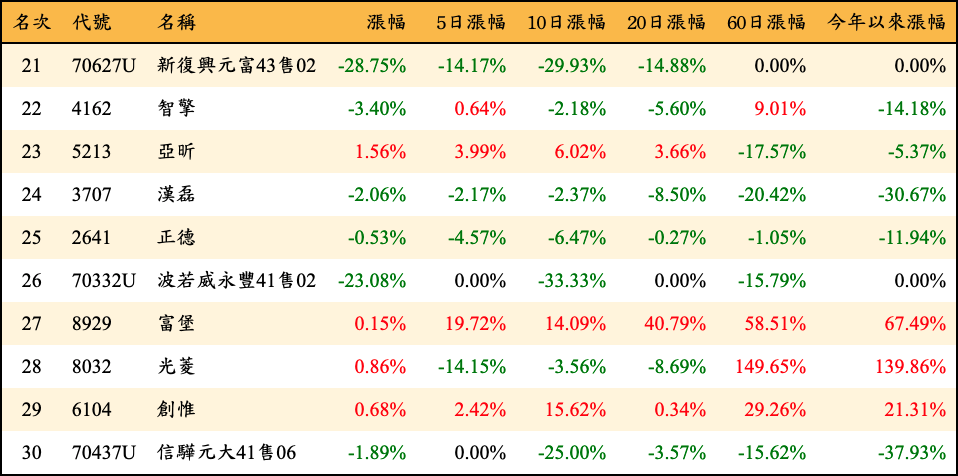 名次 代號 名稱 漲幅 5日漲幅 10日漲幅 20日漲幅 60日漲幅 今年以來漲幅
21 70627U 新復興元富43售02 -28.75% -14.17% -29.93% -14.88% 0.00% 0.00%
22 4162 智擎 -3.40% 0.64% -2.18% -5.60% 9.01% -14.18%
23 5213 亞昕 1.56% 3.99% 6.02% 3.66% -17.57% -5.37%
24 3707 漢磊 -2.06% -2.17% -2.37% -8.50% -20.42% -30.67%
25 2641 正德 -0.53% -4.57% -6.47% -0.27% -1.05% -11.94%
26 70332U 波若威永豐41售02 -23.08% 0.00% -33.33% 0.00% -15.79% 0.00%
27 8929 富堡 0.15% 19.72% 14.09% 40.79% 58.51% 67.49%
28 8032 光菱 0.86% -14.15% -3.56% -8.69% 149.65% 139.86%
29 6104 創惟 0.68% 2.42% 15.62% 0.34% 29.26% 21.31%
30 70437U 信驊元大41售06 -1.89% 0.00% -25.00% -3.57% -15.62% -37.93%